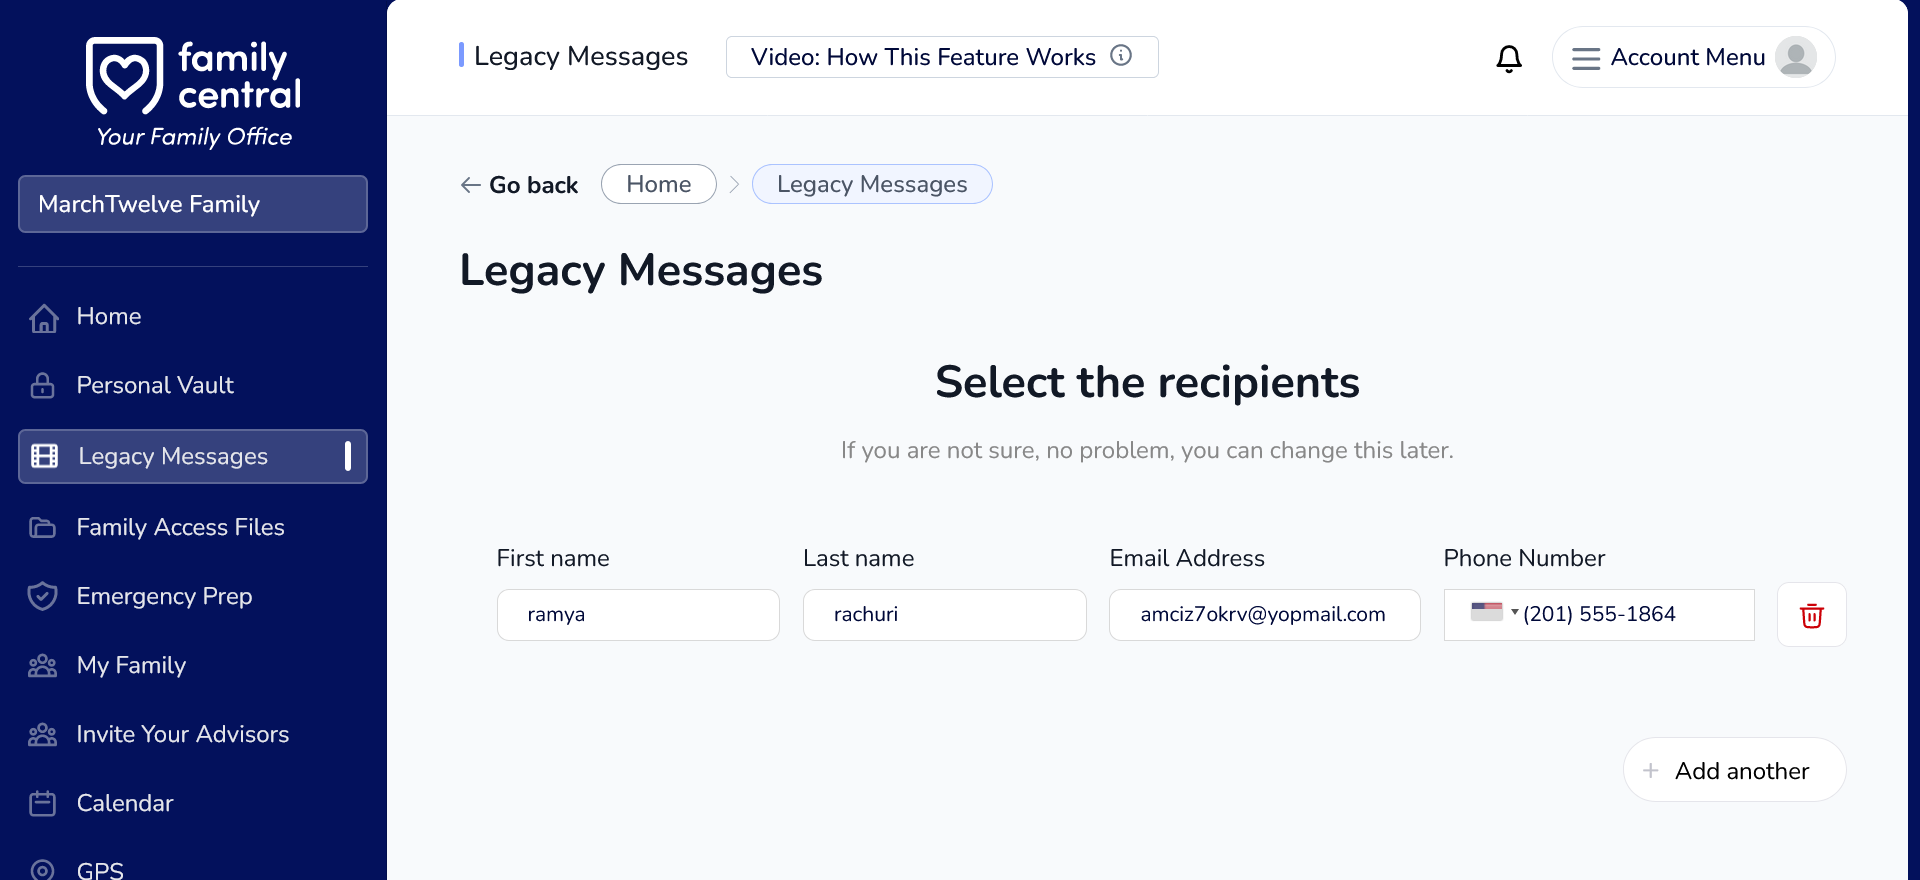 family
central
Your Family Office
MarchTwelve Family
Home
Personal Vault
Legacy Messages
Family Access Files
Emergency Prep
My Family
Invite Your Advisors
Calendar
GPS
Legacy Messages
Video: How This Feature Works
Account Menu
Go back
Home
Legacy Messages
Legacy Messages
Select the recipients
If you are not sure, no problem, you can change this later.
First name Last name Email Address Phone Number
ramya rachuri amciz7okrv@yopmail.com (201) 555-1864
+ Add another